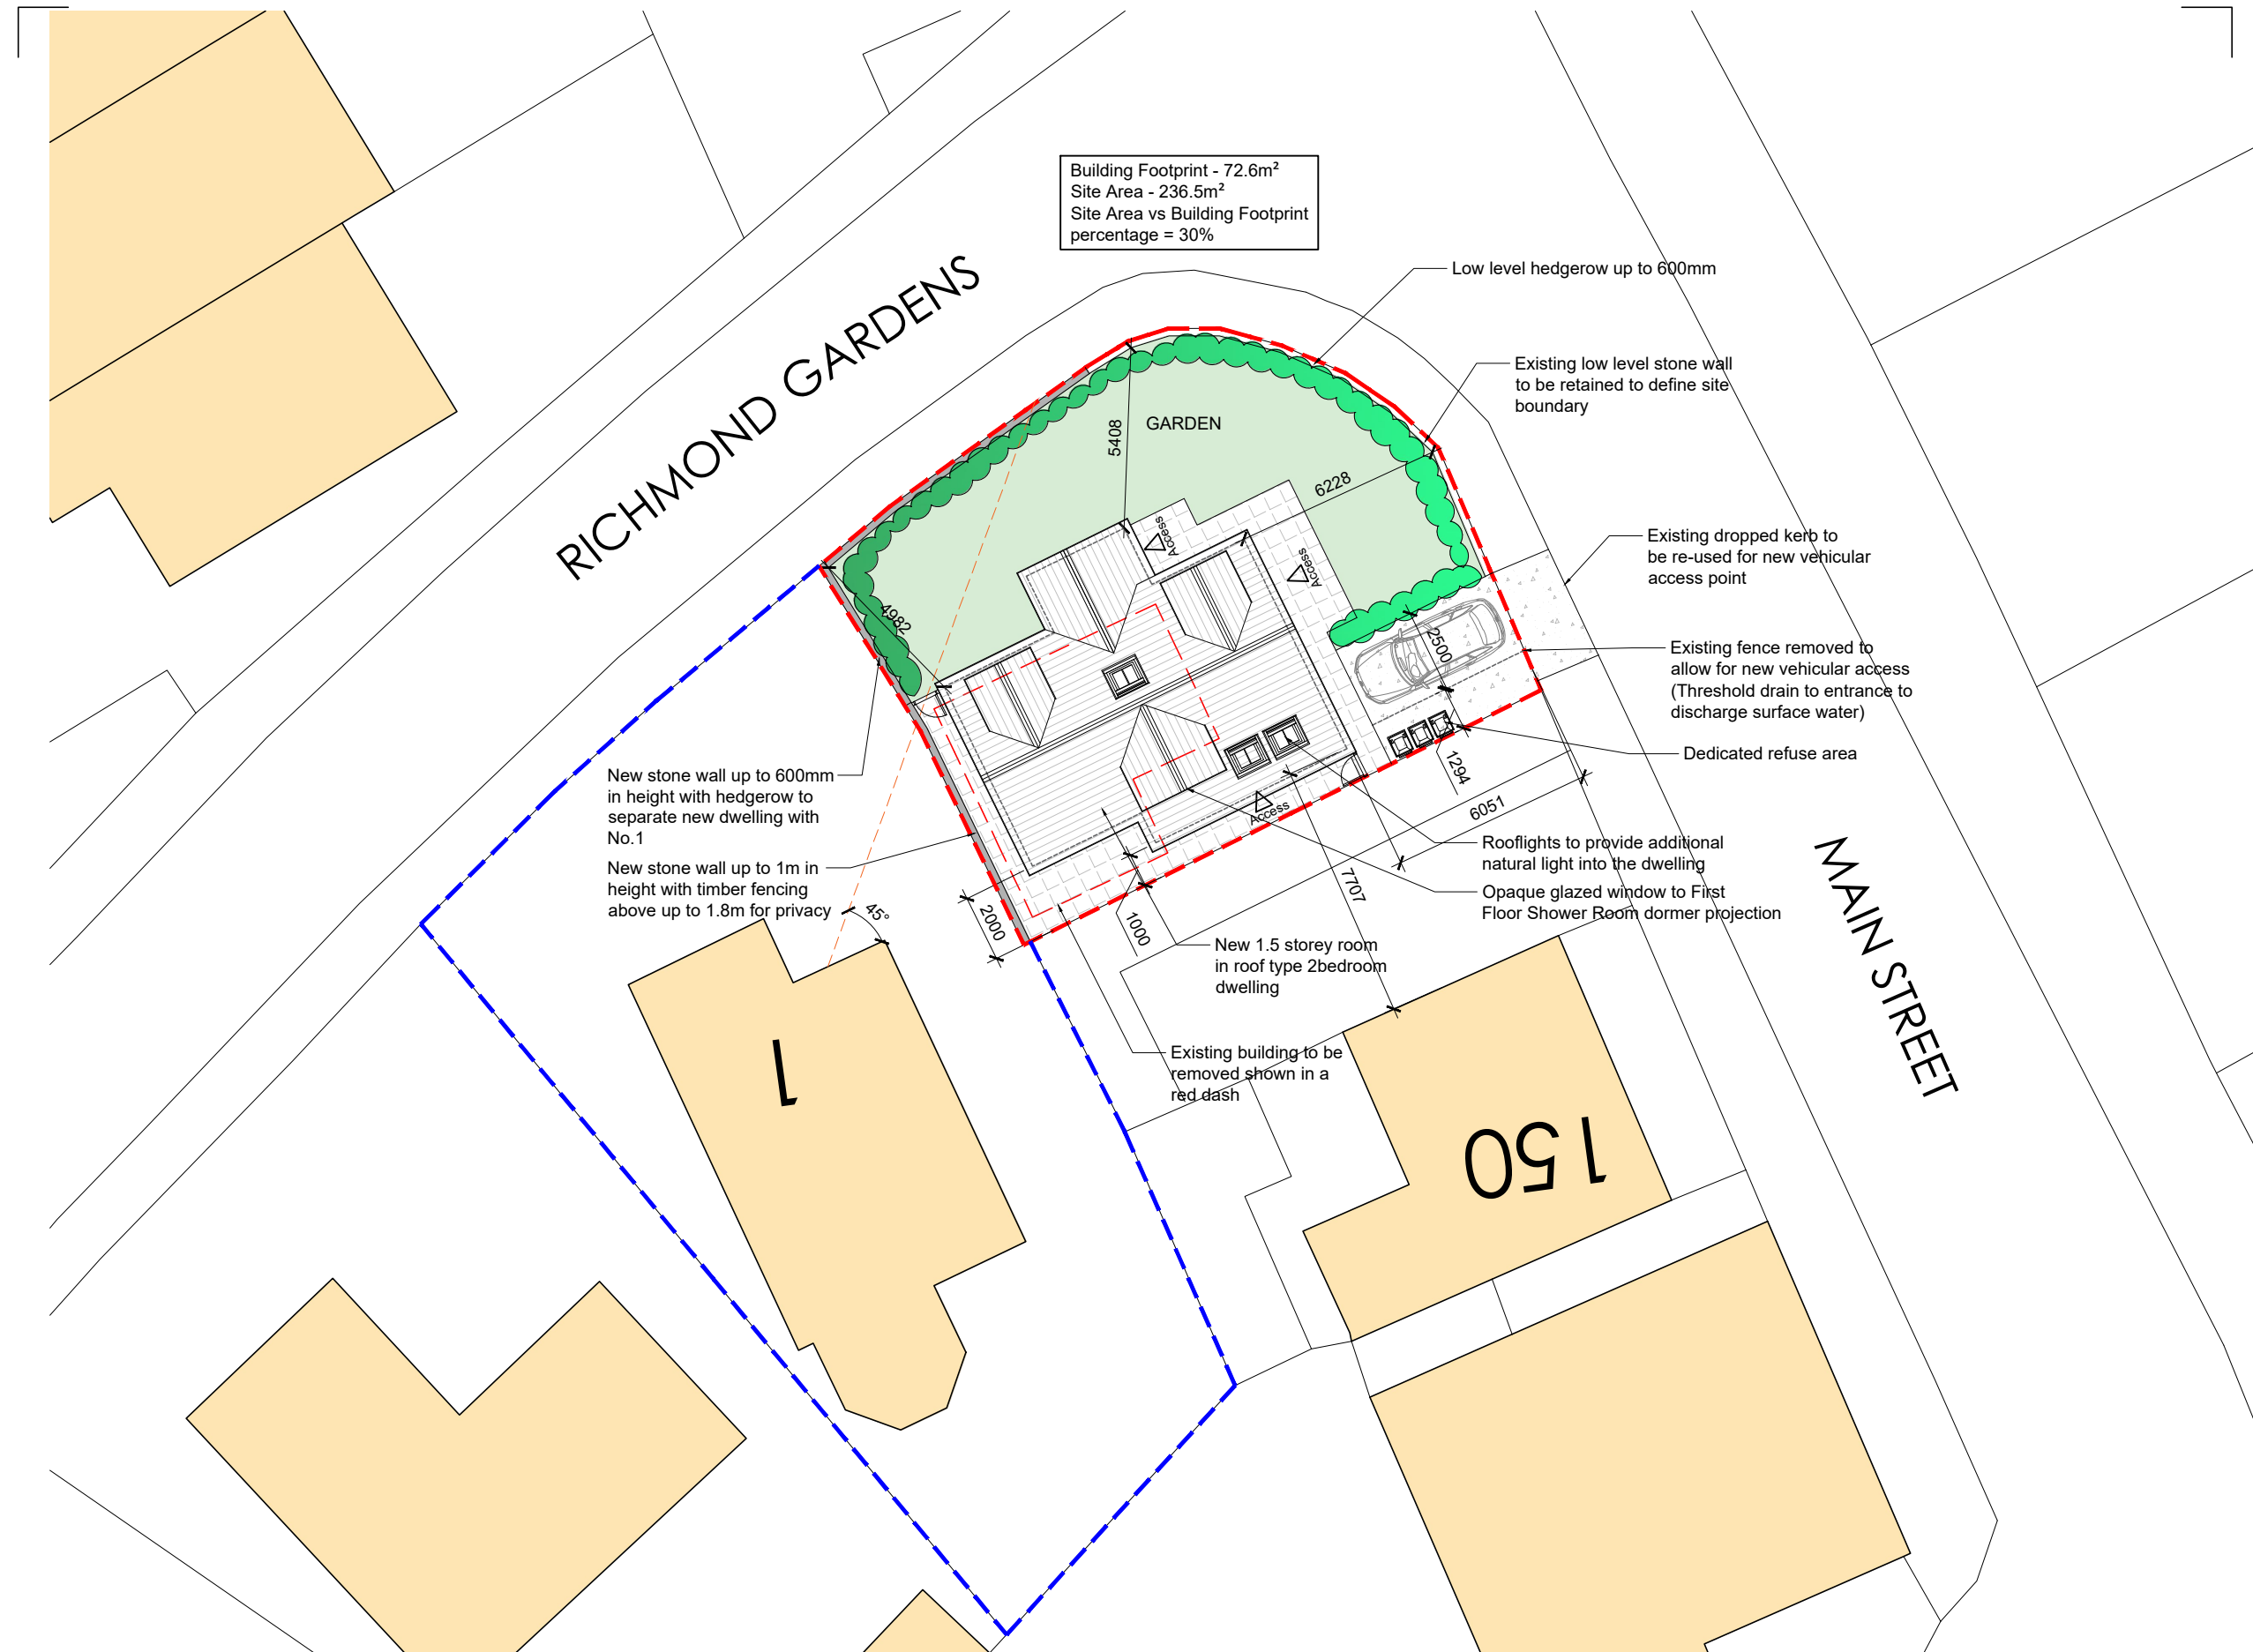 Building Footprint - 72.6m²
Site Area - 236.5m²
Site Area vs Building Footprint
percentage = 30%
RICHMOND GARDENS
Low level hedgerow up to 600mm
Existing low level stone wall
to be retained to define site
boundary
GARDEN
5408
6228
Access
Access
Existing dropped kerb to
be re-used for new vehicular
access point
4982
2500
Existing fence removed to
allow for new vehicular access
(Threshold drain to entrance to
discharge surface water)
Dedicated refuse area
1294
New stone wall up to 600mm
in height with hedgerow to
separate new dwelling with
No.1
Access
6051
Rooflights to provide additional
natural light into the dwelling
New stone wall up to 1m in
height with timber fencing
above up to 1.8m for privacy
45°
2000
1000
7707
Opaque glazed window to First
Floor Shower Room dormer projection
MAIN STREET
New 1.5 storey room
in roof type 2bedroom
dwelling
Existing building to be
removed shown in a
red dash
1
150